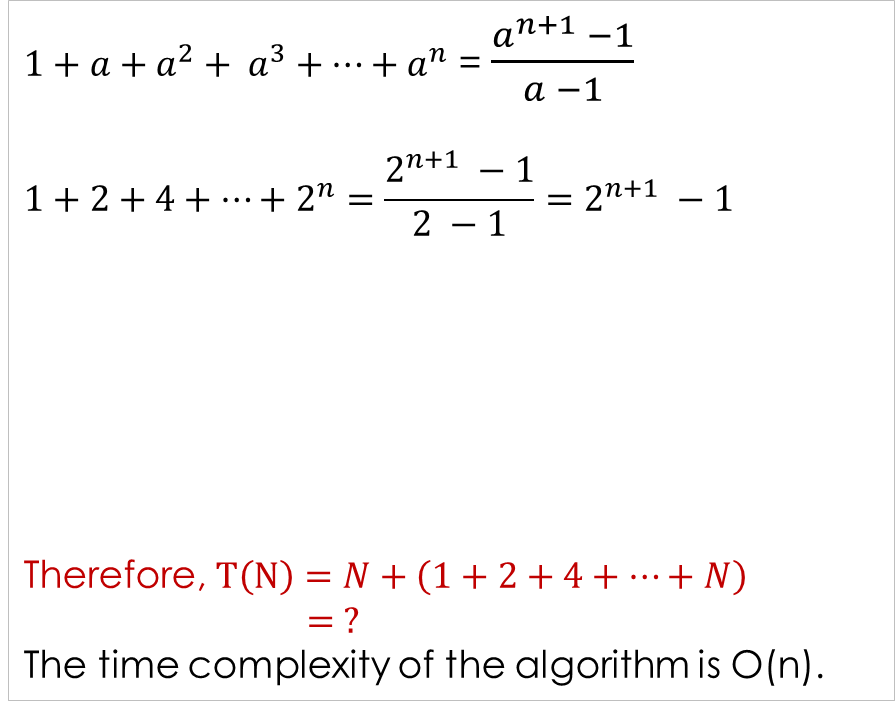 1 + a + a² + a³ + ⋯ + aⁿ = (aⁿ⁺¹ − 1)/(a − 1)
1 + 2 + 4 + ⋯ + 2ⁿ = (2ⁿ⁺¹ − 1)/(2 − 1) = 2ⁿ⁺¹ − 1
Therefore, T(N) = N + (1 + 2 + 4 + ⋯ + N)
= ?
The time complexity of the algorithm is O(n).